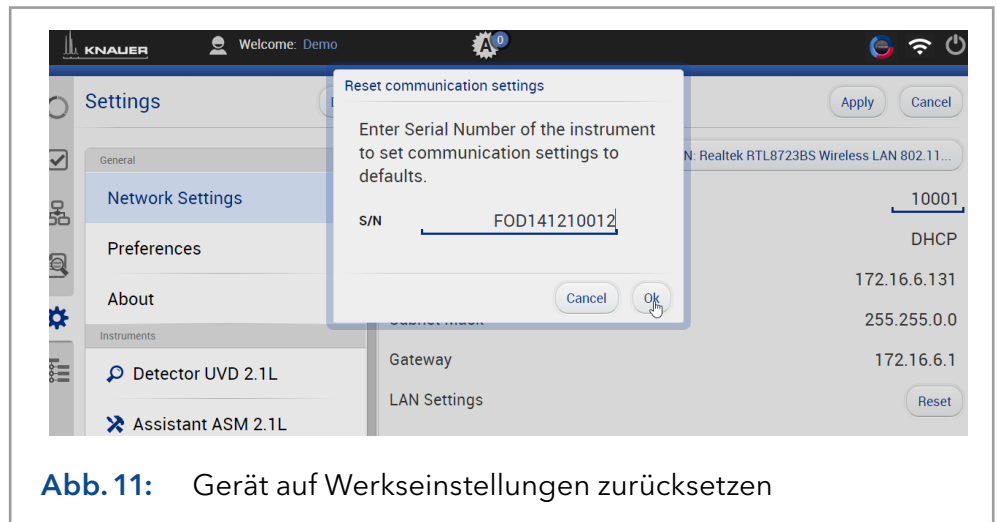 KNAUER
Welcome: Demo
A 0
Settings
Apply
Cancel
Reset communication settings
Enter Serial Number of the instrument
to set communication settings to
defaults.
S/N FOD141210012
Cancel
Ok
General
Network Settings
Preferences
About
Instruments
Detector UVD 2.1L
Assistant ASM 2.1L
N: Realtek RTL8723BS Wireless LAN 802.11...
10001
DHCP
172.16.6.131
Subnet Mask 255.255.0.0
Gateway 172.16.6.1
LAN Settings Reset
Abb. 11: Gerät auf Werkseinstellungen zurücksetzen